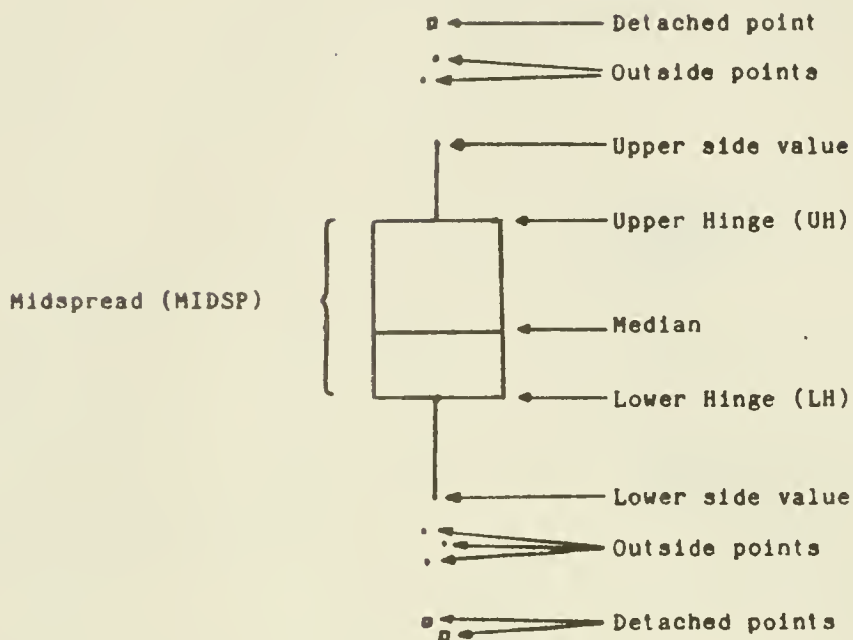 Detached point
Outside points
Upper side value
Upper Hinge (UH)
Midspread (MIDSP)
Median
Lower Hinge (LH)
Lower side value
Outside points
Detached points